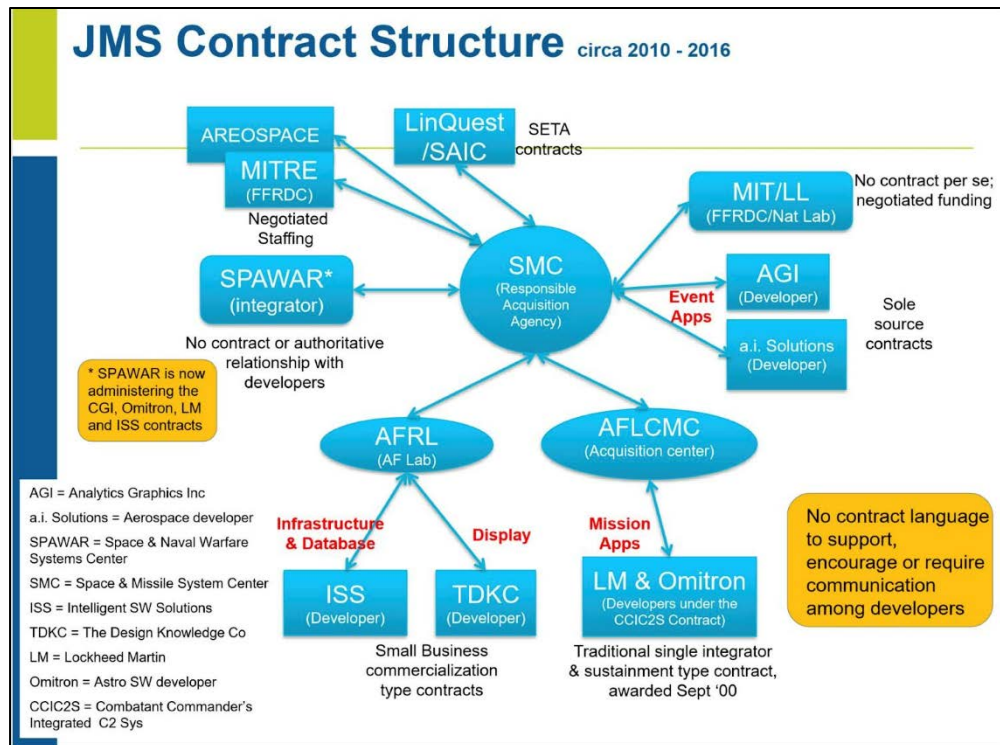 JMS Contract Structure circa 2010 - 2016
AREOSPACE
MITRE
(FFRDC)
Negotiated
Staffing
LinQuest
/SAIC
SETA
contracts
MIT/LL
(FFRDC/Nat Lab)
No contract per se;
negotiated funding
SPAWAR*
(integrator)
No contract or authoritative
relationship with
developers
SMC
(Responsible
Acquisition
Agency)
Event
Apps
AGI
(Developer)
a.i. Solutions
(Developer)
Sole
source
contracts
* SPAWAR is now
administering the
CGI, Omitron, LM
and ISS contracts
AFRL
(AF Lab)
AFLCMC
(Acquisition center)
Infrastructure
& Database
Display
Mission
Apps
ISS
(Developer)
TDKC
(Developer)
Small Business
commercialization
type contracts
LM & Omitron
(Developers under the
CCIC2S Contract)
Traditional single integrator
& sustainment type contract,
awarded Sept ‘00
No contract language
to support,
encourage or require
communication
among developers
AGI = Analytics Graphics Inc
a.i. Solutions = Aerospace developer
SPAWAR = Space & Naval Warfare
Systems Center
SMC = Space & Missile System Center
ISS = Intelligent SW Solutions
TDKC = The Design Knowledge Co
LM = Lockheed Martin
Omitron = Astro SW developer
CCIC2S = Combatant Commander’s
Integrated C2 Sys